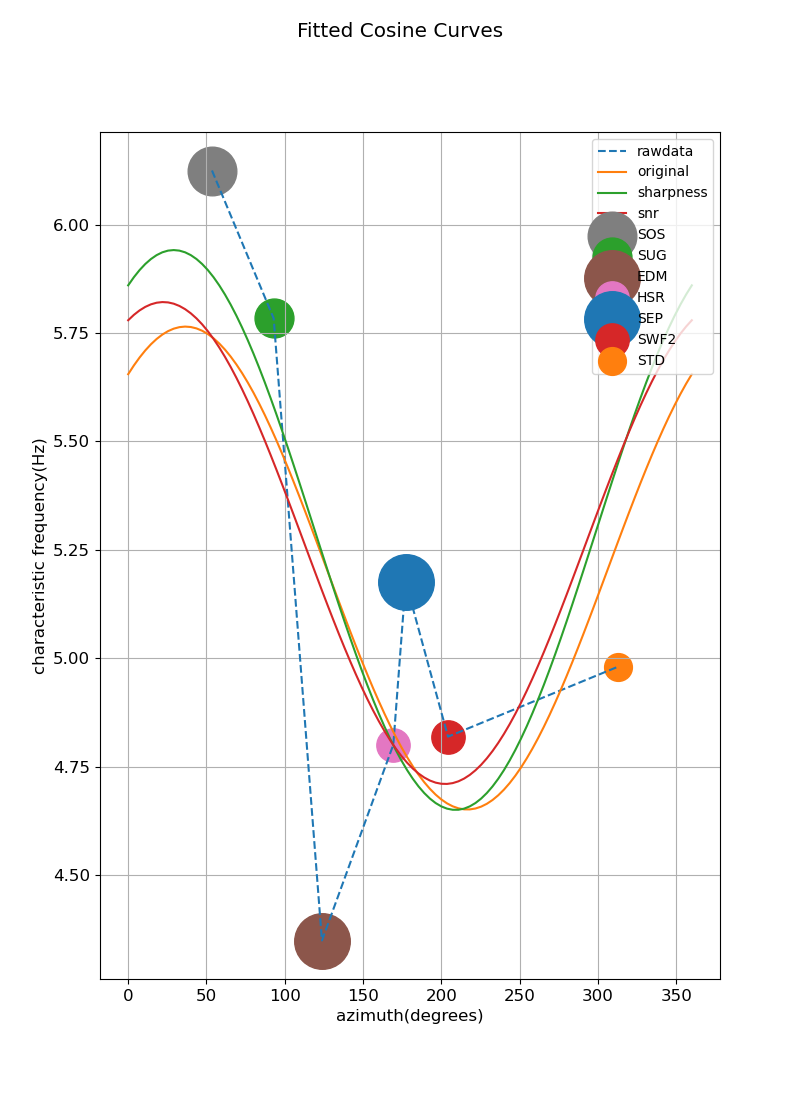 Fitted Cosine Curves
rawdata
original
sharpness
snr
SOS
SUG
EDM
HSR
SEP
SWF2
STD
6.00
5.75
5.50
5.25
5.00
4.75
4.50
characteristic frequency(Hz)
0 50 100 150 200 250 300 350
azimuth(degrees)